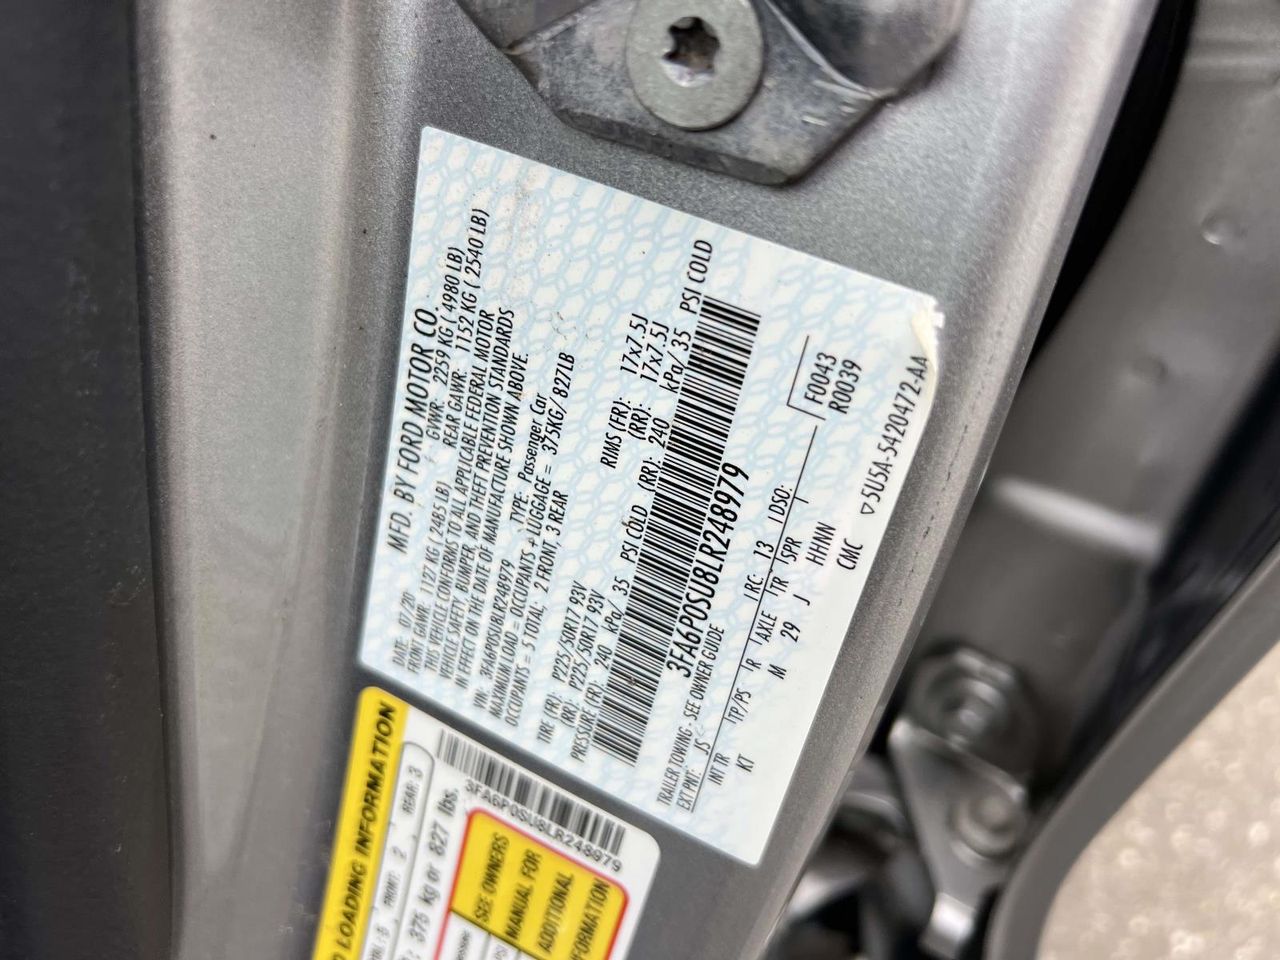 MFD. BY FORD MOTOR CO.
DATE: 07/20 GVWR: 2259 KG ( 4980 LB)
FRONT GAWR: 1127 KG ( 2485 LB) REAR GAWR: 1152 KG ( 2540 LB)
THIS VEHICLE CONFORMS TO ALL APPLICABLE FEDERAL MOTOR
VEHICLE SAFETY, BUMPER, AND THEFT PREVENTION STANDARDS
IN EFFECT ON THE DATE OF MANUFACTURE SHOWN ABOVE.
VIN: 3FA6P0SU8LR248979 TYPE: Passenger Car
MAXIMUM LOAD = OCCUPANTS + LUGGAGE = 375KG/ 827LB
OCCUPANTS = 5 TOTAL; 2 FRONT, 3 REAR
TIRE (FR): P225/50R17 93V RIMS (FR): 17x7.5J
(RR): P225/50R17 93V (RR): 17x7.5J
PRESSURE: (FR): 240 kPa/ 35 PSI COLD (RR): 240 kPa/ 35 PSI COLD
3FA6P0SU8LR248979
TRAILER TOWING - SEE OWNER GUIDE F0043
EXT PNT: JS RC: 13 DSO: R0039
INT TR TP/PS R AXLE TR SPR
KT M 29 J HHNN
CMC ▽5U5A-5420472-AA
LOADING INFORMATION
5 FRONT: 2 REAR: 3
375 kg or 827 lbs.
3FA6P0SU8LR248979
SEE OWNERS
MANUAL FOR
ADDITIONAL
INFORMATION